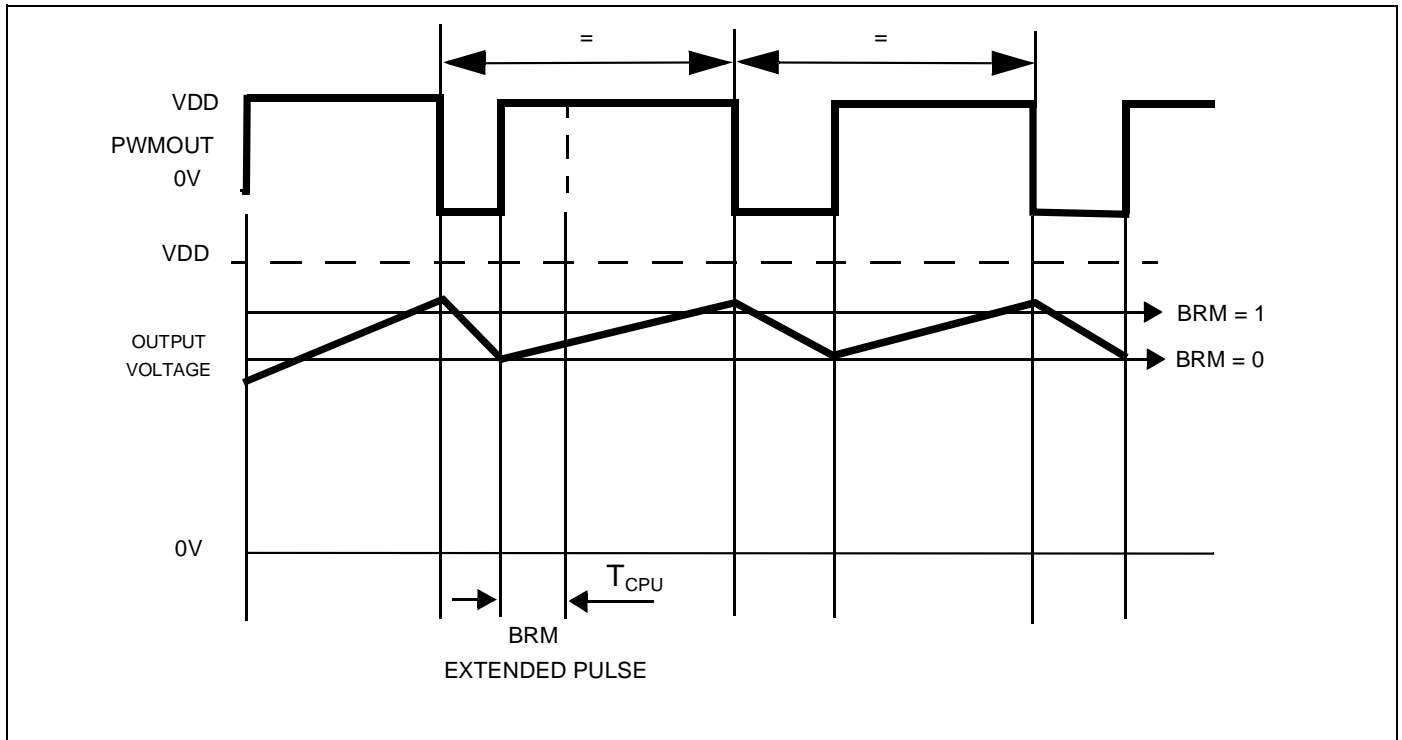 =
=
VDD
PWMOUT
0V
VDD
BRM = 1
OUTPUT
VOLTAGE
BRM = 0
0V
TCPU
BRM
EXTENDED PULSE